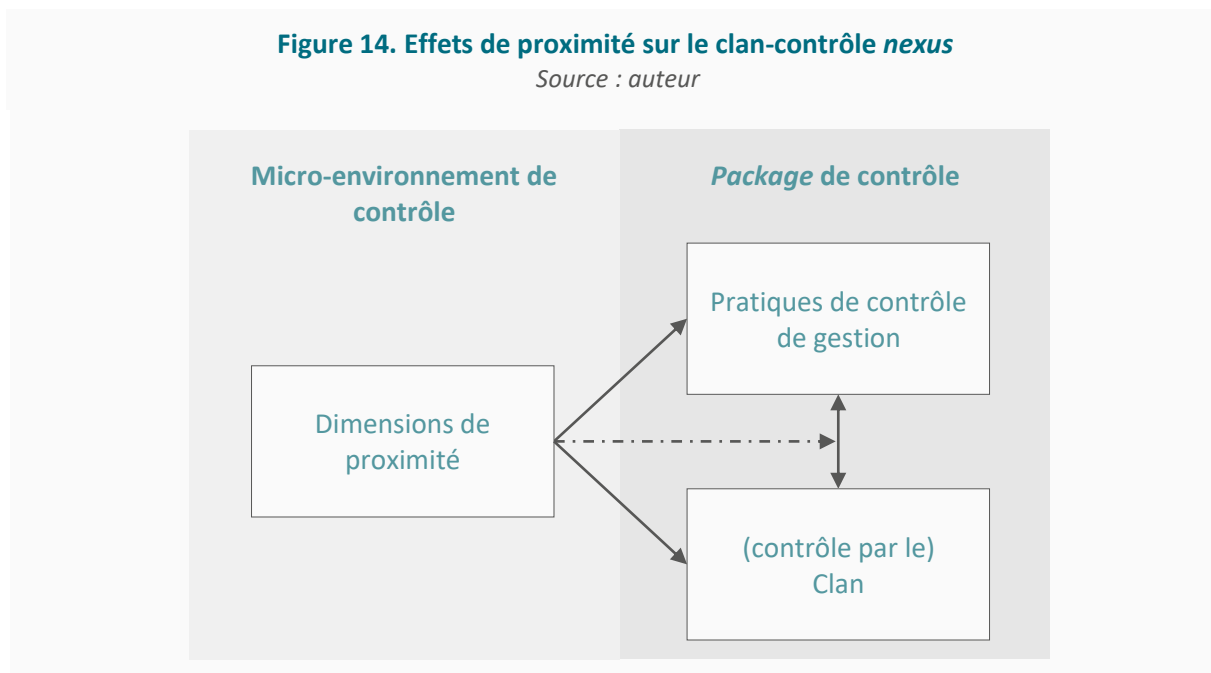 Figure 14. Effets de proximité sur le clan-contrôle nexus
Source : auteur
Micro-environnement de
contrôle
Package de contrôle
Pratiques de contrôle
de gestion
Dimensions de
proximité
(contrôle par le)
Clan